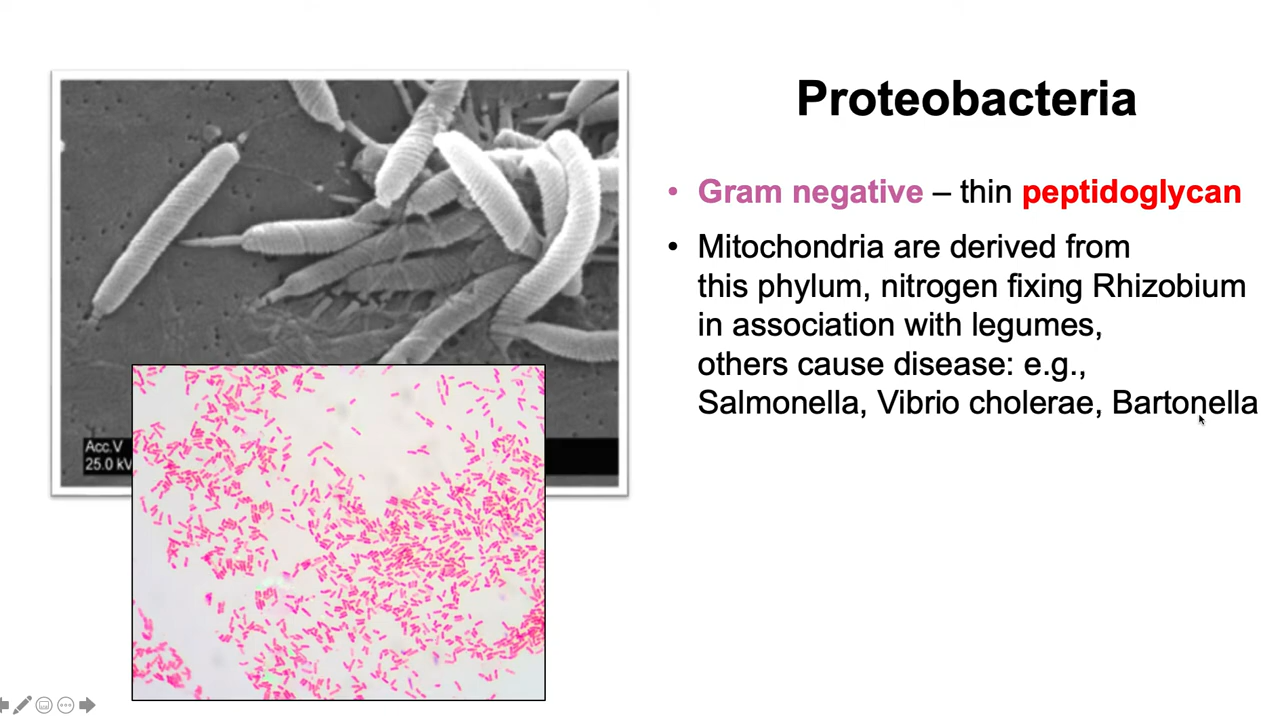 Proteobacteria
• Gram negative – thin peptidoglycan
• Mitochondria are derived from
this phylum, nitrogen fixing Rhizobium
in association with legumes,
others cause disease: e.g.,
Salmonella, Vibrio cholerae, Bartonella
Acc.V
25.0 kV